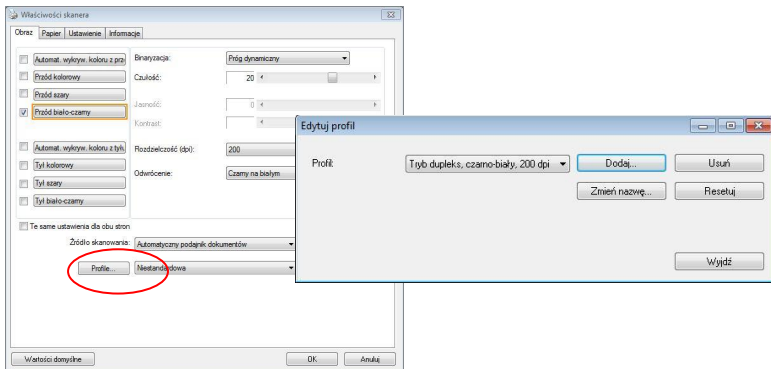 Właściwości skanera
Obraz Papier Ustawienie Informacje
Automat. wykryw. koloru z prz
Przód kolorowy
Przód szary
Przód biało-czarny
Automat. wykryw. koloru z tyłu
Tył kolorowy
Tył szary
Tył biało-czarny
Binaryzacja: Próg dynamiczny
Czułość: 20
Jasność: 0
Kontrast:
Rozdzielczość (dpi): 200
Odwrócenie: Czarny na białym
Te same ustawienia dla obu stron
Źródło skanowania: Automatyczny podajnik dokumentów
Profile... Niestandardowa
Wartości domyślne OK Anuluj
Edytuj profil
Profil: Tryb dupleks, czarno-biały, 200 dpi Dodaj... Usuń
Zmień nazwę... Resetuj
Wyjdź